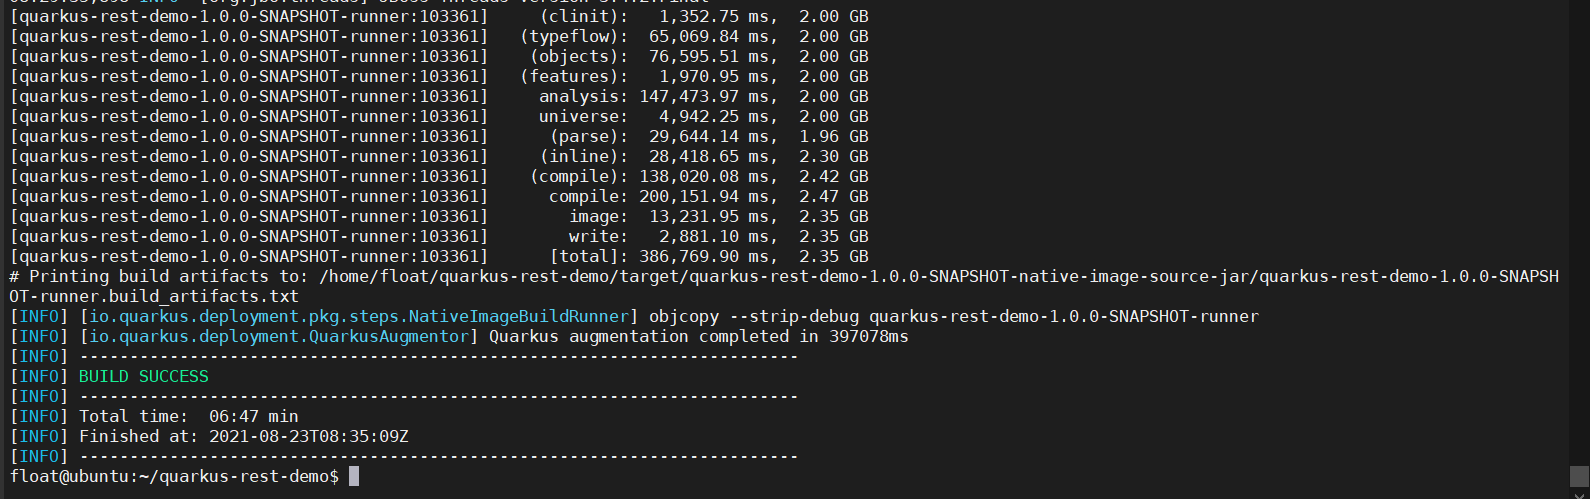 [quarkus-rest-demo-1.0.0-SNAPSHOT-runner:103361]     (clinit):   1,352.75 ms,  2.00 GB
[quarkus-rest-demo-1.0.0-SNAPSHOT-runner:103361]   (typeflow):  65,069.84 ms,  2.00 GB
[quarkus-rest-demo-1.0.0-SNAPSHOT-runner:103361]    (objects):  76,595.51 ms,  2.00 GB
[quarkus-rest-demo-1.0.0-SNAPSHOT-runner:103361]   (features):   1,970.95 ms,  2.00 GB
[quarkus-rest-demo-1.0.0-SNAPSHOT-runner:103361]     analysis: 147,473.97 ms,  2.00 GB
[quarkus-rest-demo-1.0.0-SNAPSHOT-runner:103361]     universe:   4,942.25 ms,  2.00 GB
[quarkus-rest-demo-1.0.0-SNAPSHOT-runner:103361]      (parse):  29,644.14 ms,  1.96 GB
[quarkus-rest-demo-1.0.0-SNAPSHOT-runner:103361]     (inline):  28,418.65 ms,  2.30 GB
[quarkus-rest-demo-1.0.0-SNAPSHOT-runner:103361]    (compile): 138,020.08 ms,  2.42 GB
[quarkus-rest-demo-1.0.0-SNAPSHOT-runner:103361]      compile: 200,151.94 ms,  2.47 GB
[quarkus-rest-demo-1.0.0-SNAPSHOT-runner:103361]        image:  13,231.95 ms,  2.35 GB
[quarkus-rest-demo-1.0.0-SNAPSHOT-runner:103361]        write:   2,881.10 ms,  2.35 GB
[quarkus-rest-demo-1.0.0-SNAPSHOT-runner:103361]      [total]: 386,769.90 ms,  2.35 GB
# Printing build artifacts to: /home/float/quarkus-rest-demo/target/quarkus-rest-demo-1.0.0-SNAPSHOT-native-image-source-jar/quarkus-rest-demo-1.0.0-SNAPSH
OT-runner.build_artifacts.txt
[INFO] [io.quarkus.deployment.pkg.steps.NativeImageBuildRunner] objcopy --strip-debug quarkus-rest-demo-1.0.0-SNAPSHOT-runner
[INFO] [io.quarkus.deployment.QuarkusAugmentor] Quarkus augmentation completed in 397078ms
[INFO] ------------------------------------------------------------------------
[INFO] BUILD SUCCESS
[INFO] ------------------------------------------------------------------------
[INFO] Total time:  06:47 min
[INFO] Finished at: 2021-08-23T08:35:09Z
[INFO] ------------------------------------------------------------------------
float@ubuntu:~/quarkus-rest-demo$